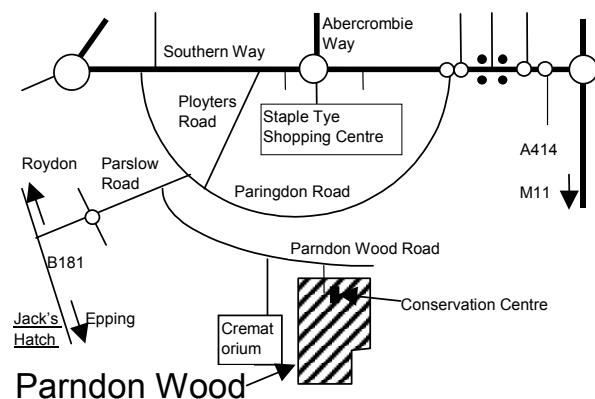 Abercrombie
Way
Southern Way
Ployters
Road
Staple Tye
Shopping Centre
A414
Roydon
Parslow
Road
Paringdon Road
M11
Parndon Wood Road
B181
Jack's
Hatch
Epping
Conservation Centre
Cremat
orium
Parndon Wood